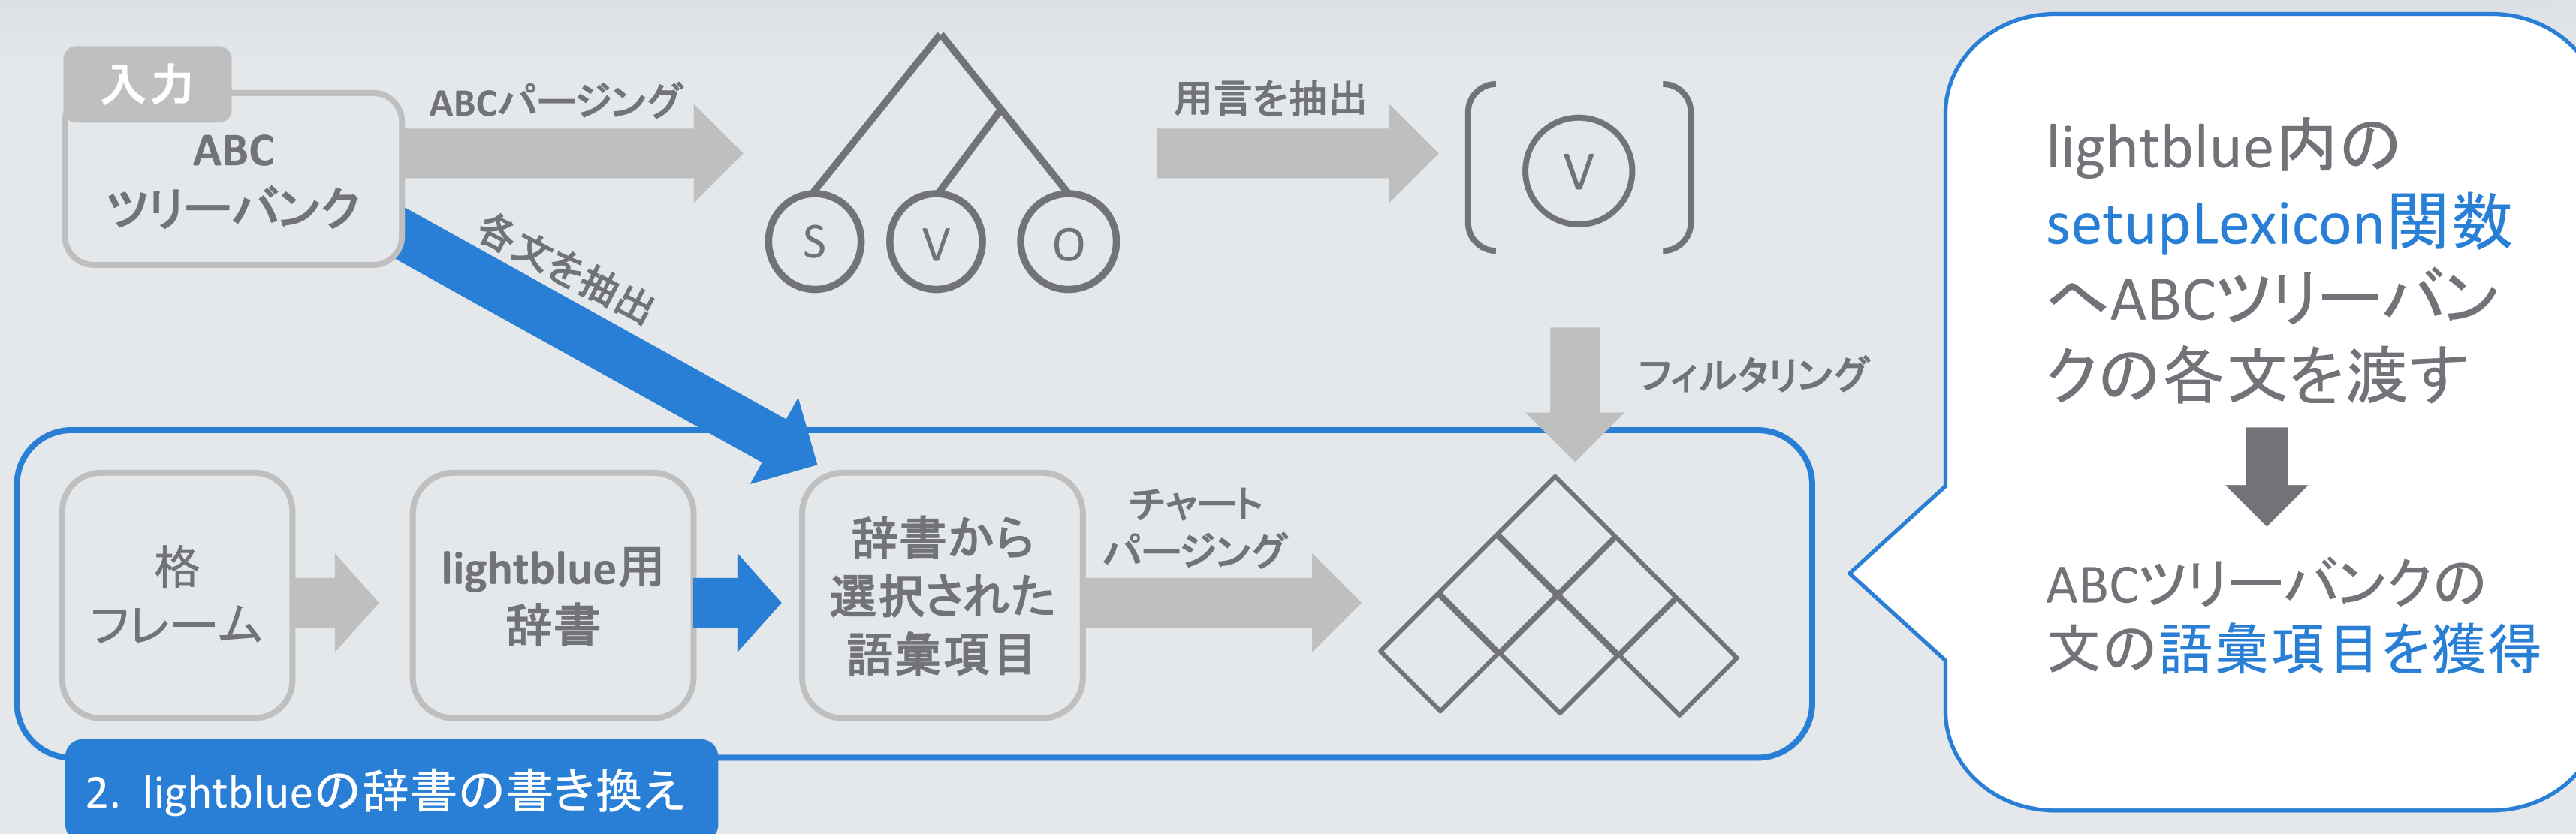 入力
ABC
ツリーバンク
ABCパージング
各文を抽出
S
V
O
用言を抽出
V
フィルタリング
格
フレーム
lightblue用
辞書
辞書から
選択された
語彙項目
チャート
パージング
2. lightblueの辞書の書き換え
lightblue内の
setupLexicon関数
へABCツリーバン
クの各文を渡す
ABCツリーバンクの
文の語彙項目を獲得